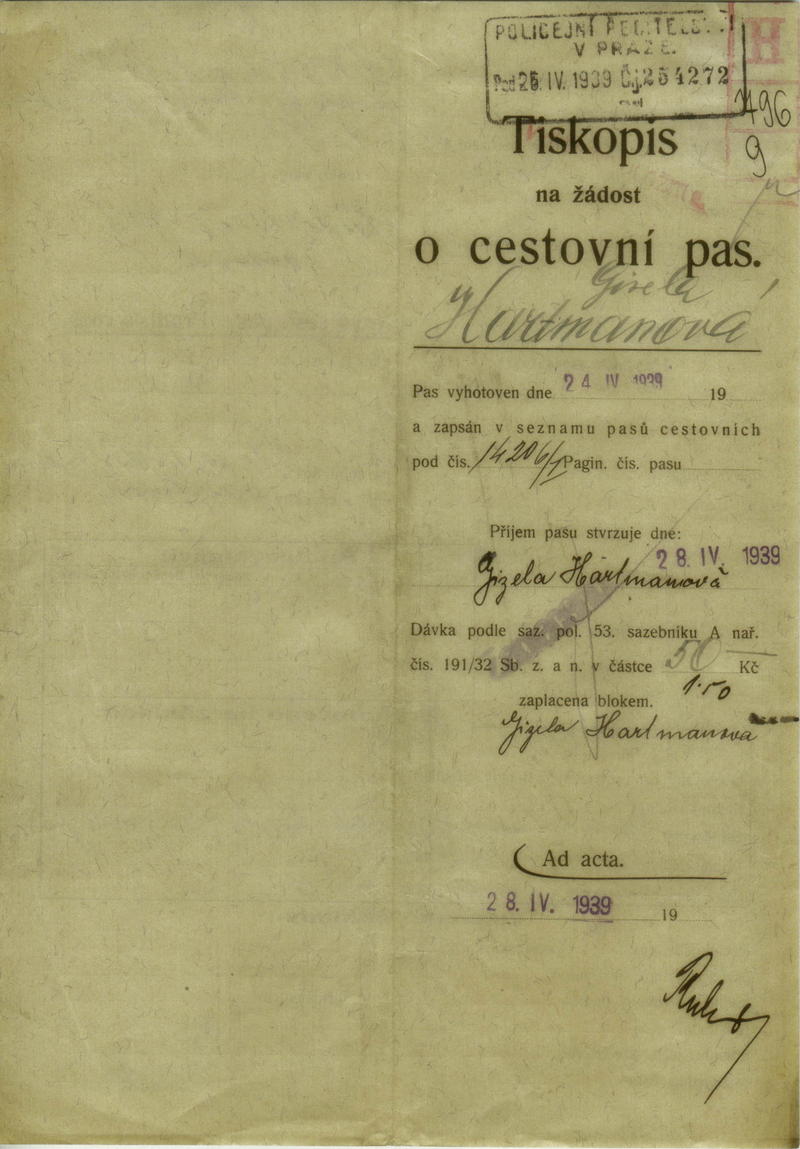 POLICEJNÍ ŘEDITELSTVÍ
V PRAZE.
Pod 25. IV. 1939 Čj. 254272
H
496
9
Tiskopis
na žádost
o cestovní pas.
Gisela
Hartmanová
Pas vyhotoven dne 24 IV 1939 19
a zapsán v seznamu pasů cestovních
pod čís. 14206/I Pagin. čís. pasu
Příjem pasu stvrzuje dne:
28. IV. 1939
Gizela Hartmanová
Dávka podle saz. pol. 53. sazebníku A nař.
čís. 191/32 Sb. z. a n. v částce 50 Kč
1·50
zaplacena blokem.
Gizela Hartmanová
Ad acta.
28. IV. 1939 19